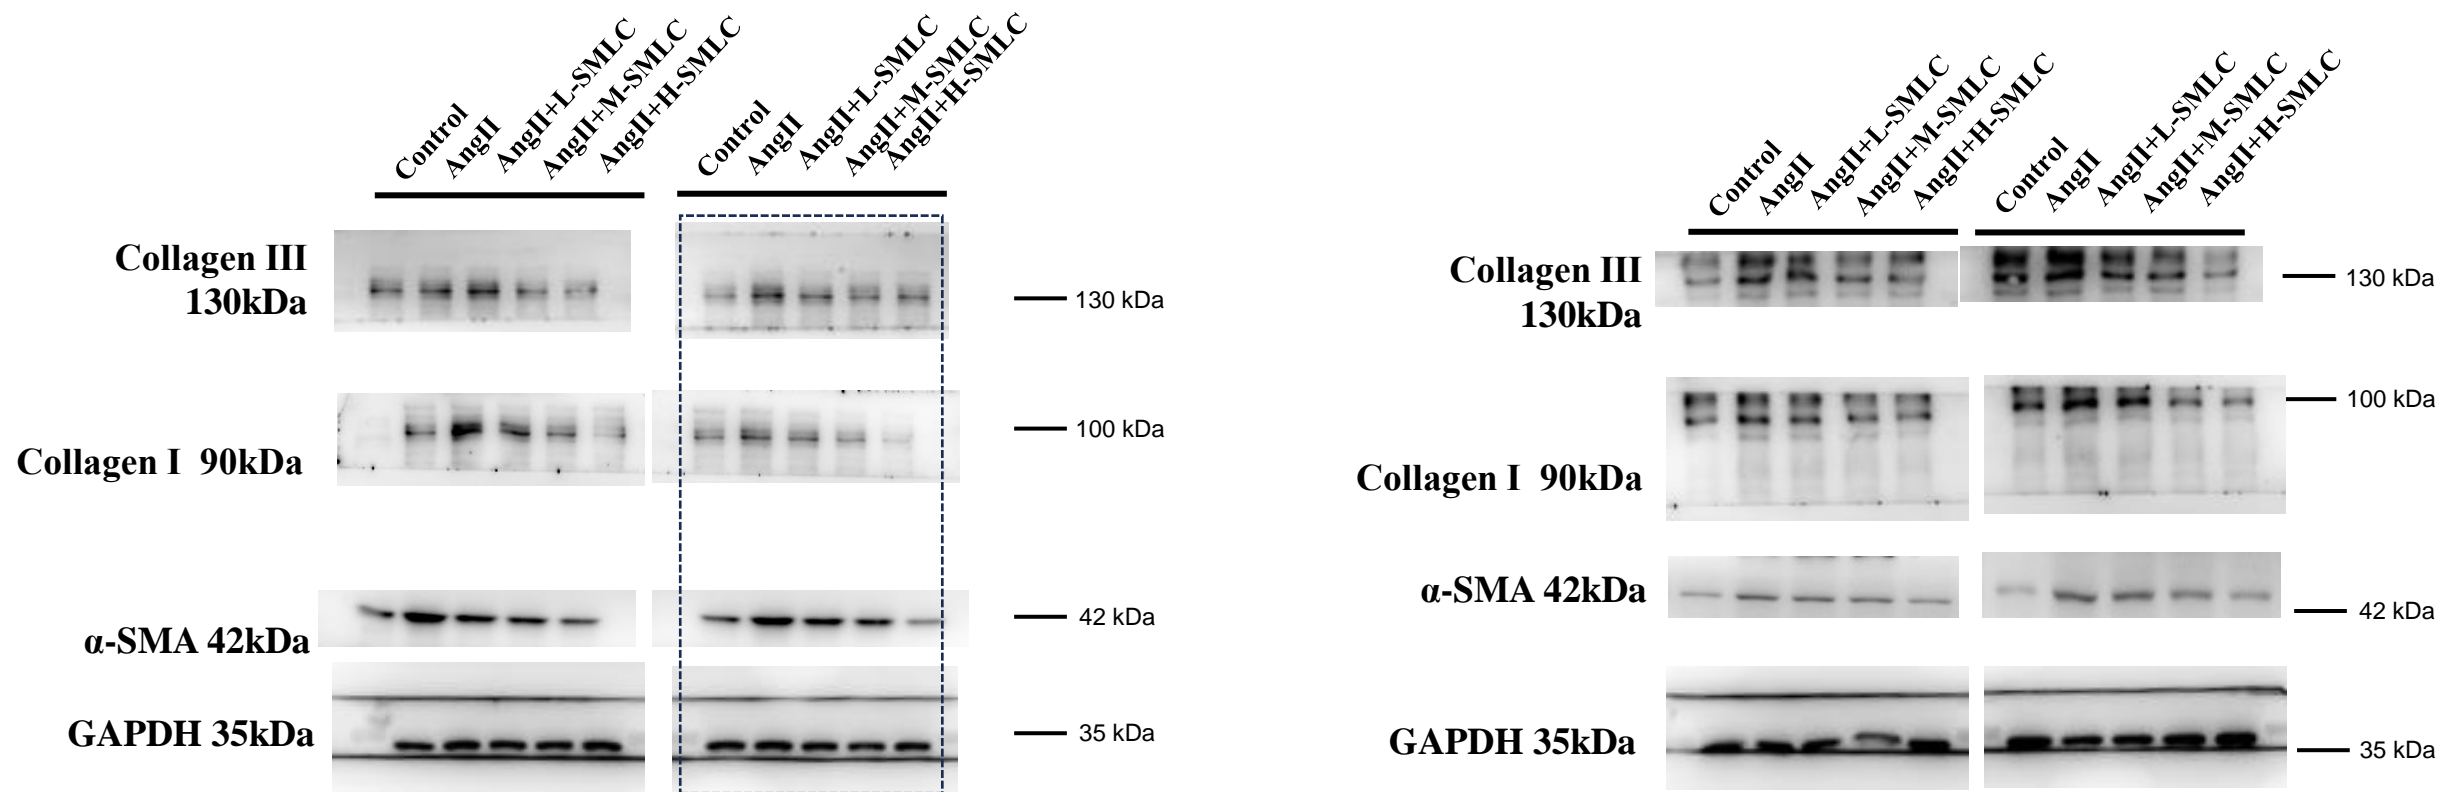 Control
AngII
AngII+L-SMLC
AngII+M-SMLC
AngII+H-SMLC
Control
AngII
AngII+L-SMLC
AngII+M-SMLC
AngII+H-SMLC
Collagen III
130kDa
130 kDa
Collagen I 90kDa
100 kDa
α-SMA 42kDa
42 kDa
GAPDH 35kDa
35 kDa
Control
AngII
AngII+L-SMLC
AngII+M-SMLC
AngII+H-SMLC
Control
AngII
AngII+L-SMLC
AngII+M-SMLC
AngII+H-SMLC
Collagen III
130kDa
130 kDa
Collagen I 90kDa
100 kDa
α-SMA 42kDa
42 kDa
GAPDH 35kDa
35 kDa